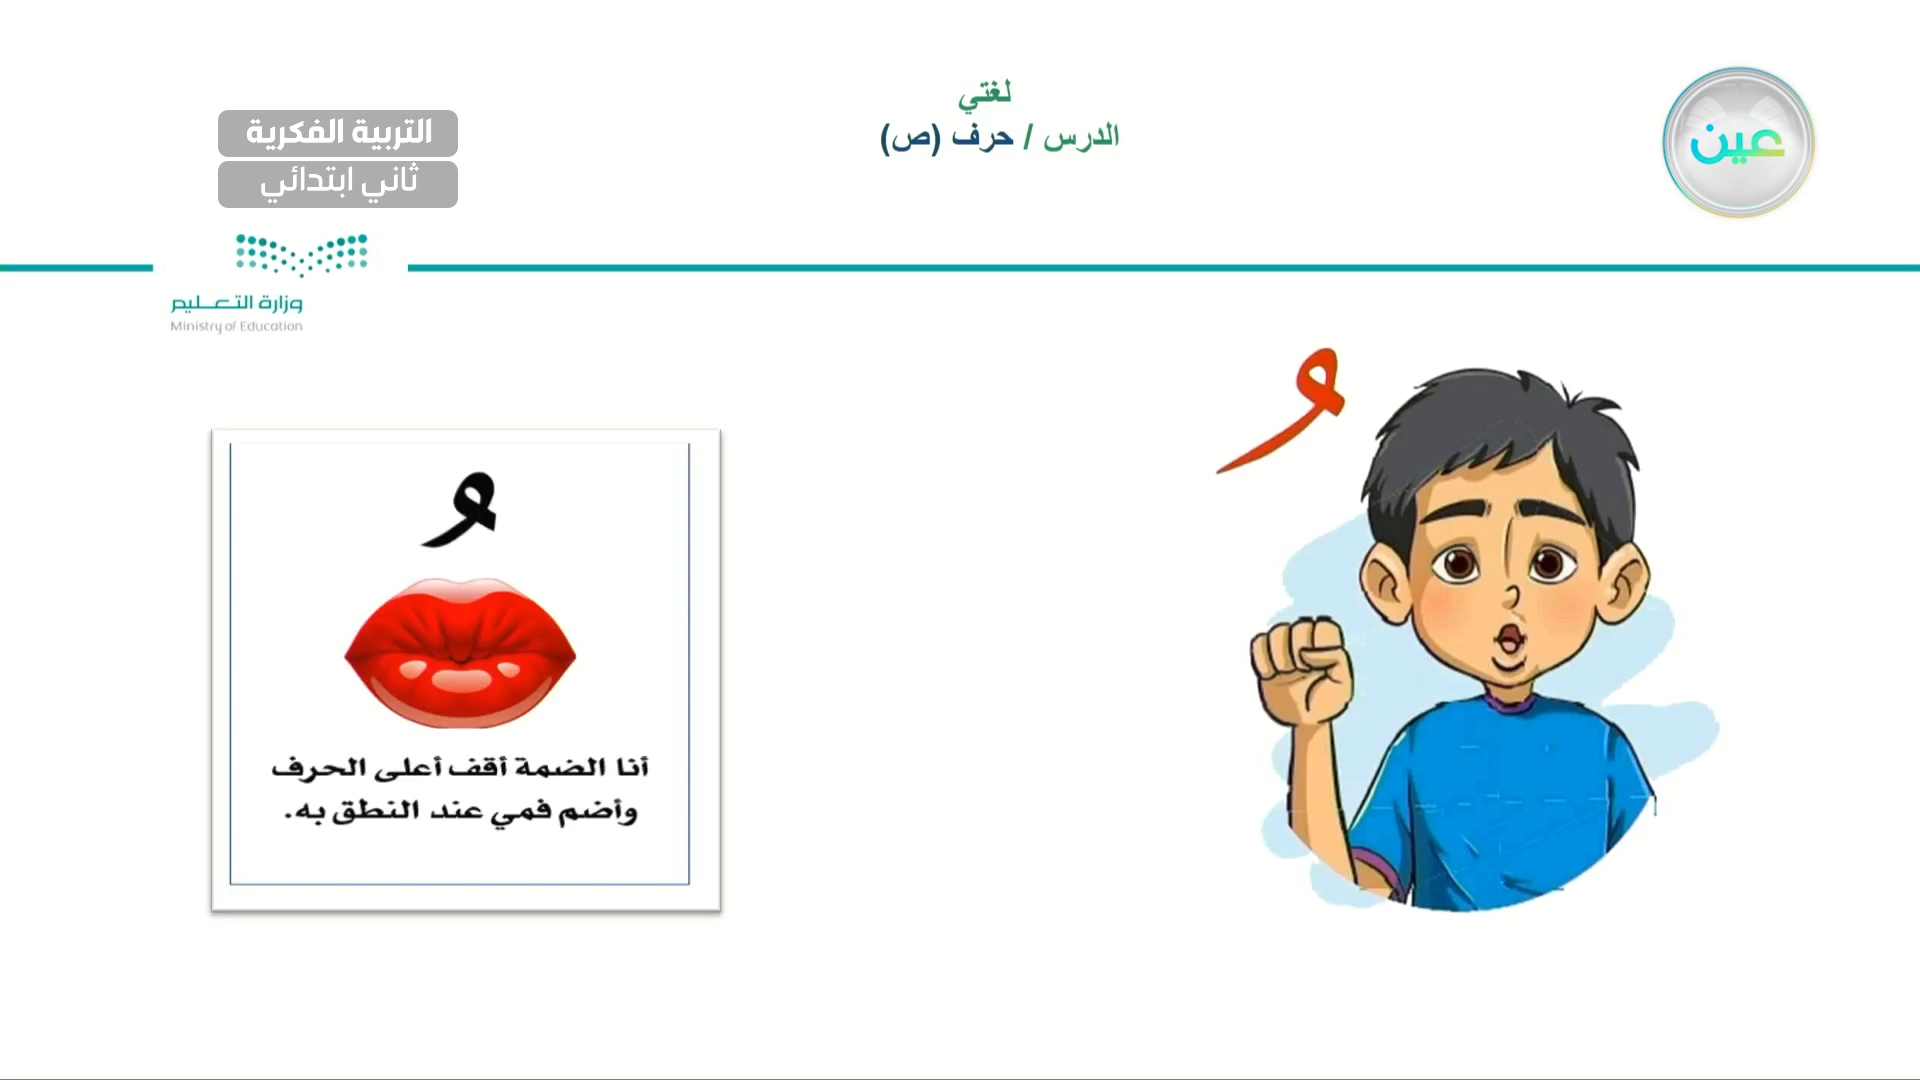 لغتي
الدرس / حرف (ص)
عين
التربية الفكرية
ثاني ابتدائي
وزارة التعليم
Ministry of Education
ُ
ُ
أنا الضمة أقف أعلى الحرف
وأضم فمي عند النطق به.